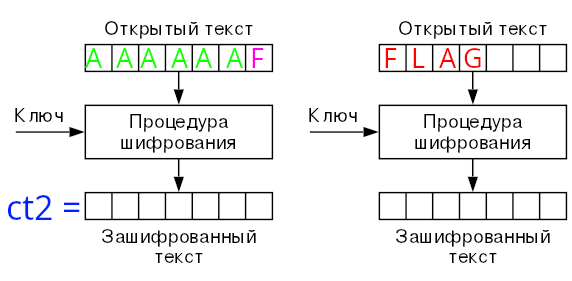 Открытый текст
A A A A A A F
Ключ
Процедура
шифрования
ct2 =
Зашифрованный
текст
Открытый текст
F L A G
Ключ
Процедура
шифрования
Зашифрованный
текст